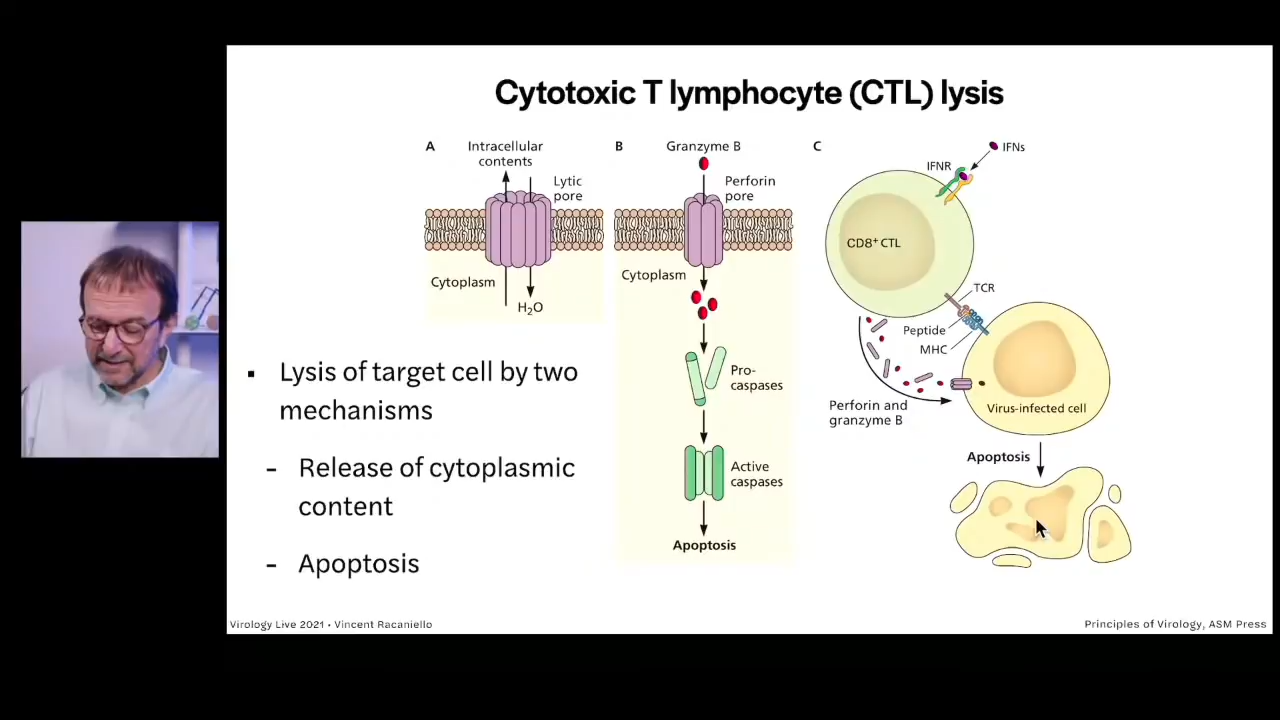 Cytotoxic T lymphocyte (CTL) lysis
A
Intracellular
contents
Lytic
pore
Cytoplasm
H₂O
B
Granzyme B
Perforin
pore
Cytoplasm
Pro-
caspases
Active
caspases
Apoptosis
C
IFNs
IFNR
CD8⁺ CTL
TCR
Peptide
MHC
Perforin and
granzyme B
Virus-infected cell
Apoptosis
▪ Lysis of target cell by two
mechanisms
- Release of cytoplasmic
content
- Apoptosis
Virology Live 2021 • Vincent Racaniello
Principles of Virology, ASM Press